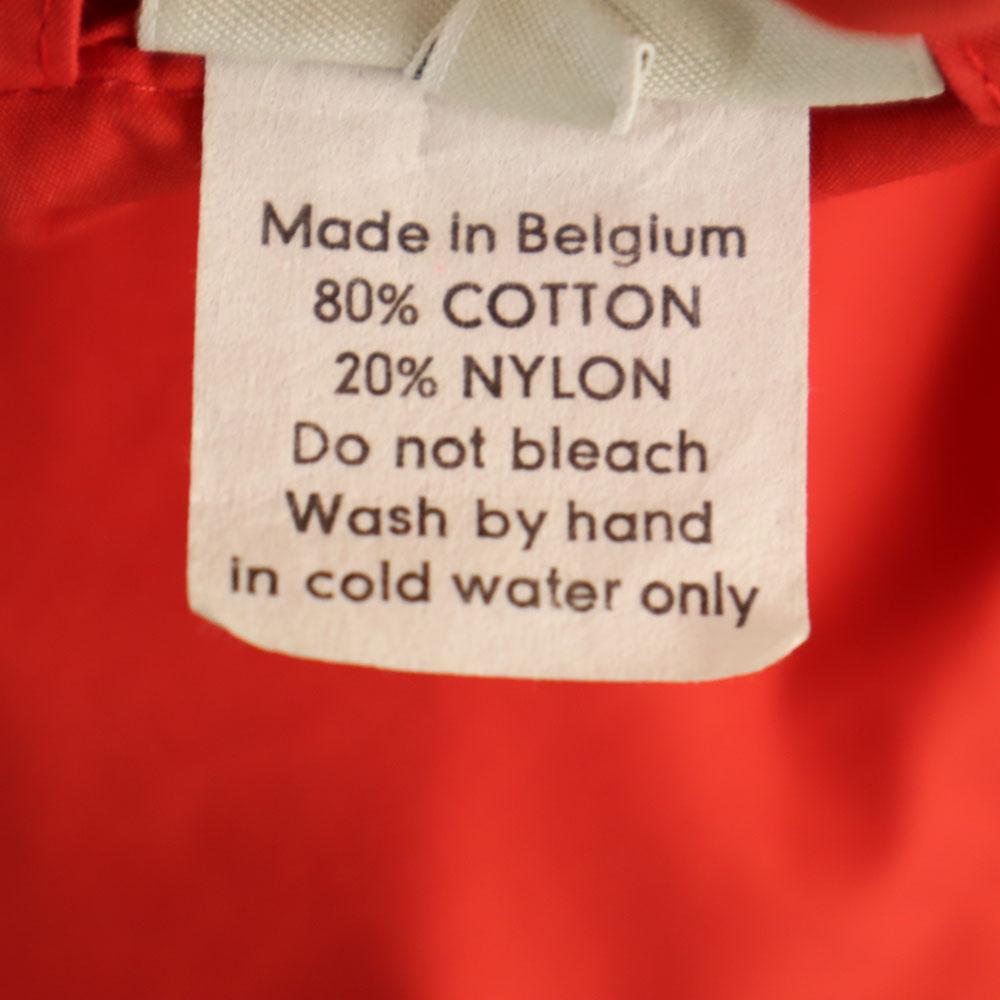 Made in Belgium
80% COTTON
20% NYLON
Do not bleach
Wash by hand
in cold water only